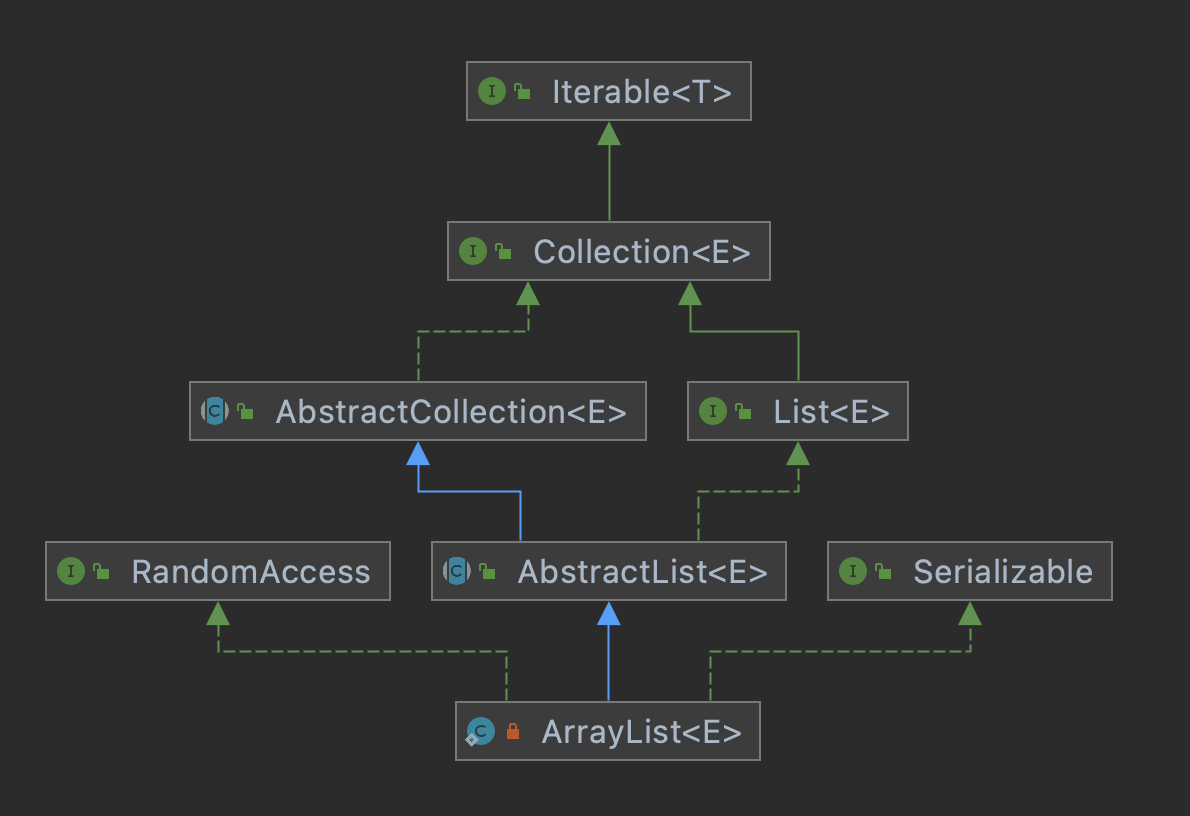 Iterable<T>
Collection<E>
AbstractCollection<E>
List<E>
RandomAccess
AbstractList<E>
Serializable
ArrayList<E>